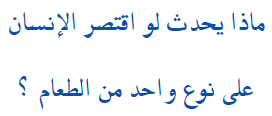 ماذا يحدث لو اقتصر الإنسان
على نوع واحد من الطعام ؟